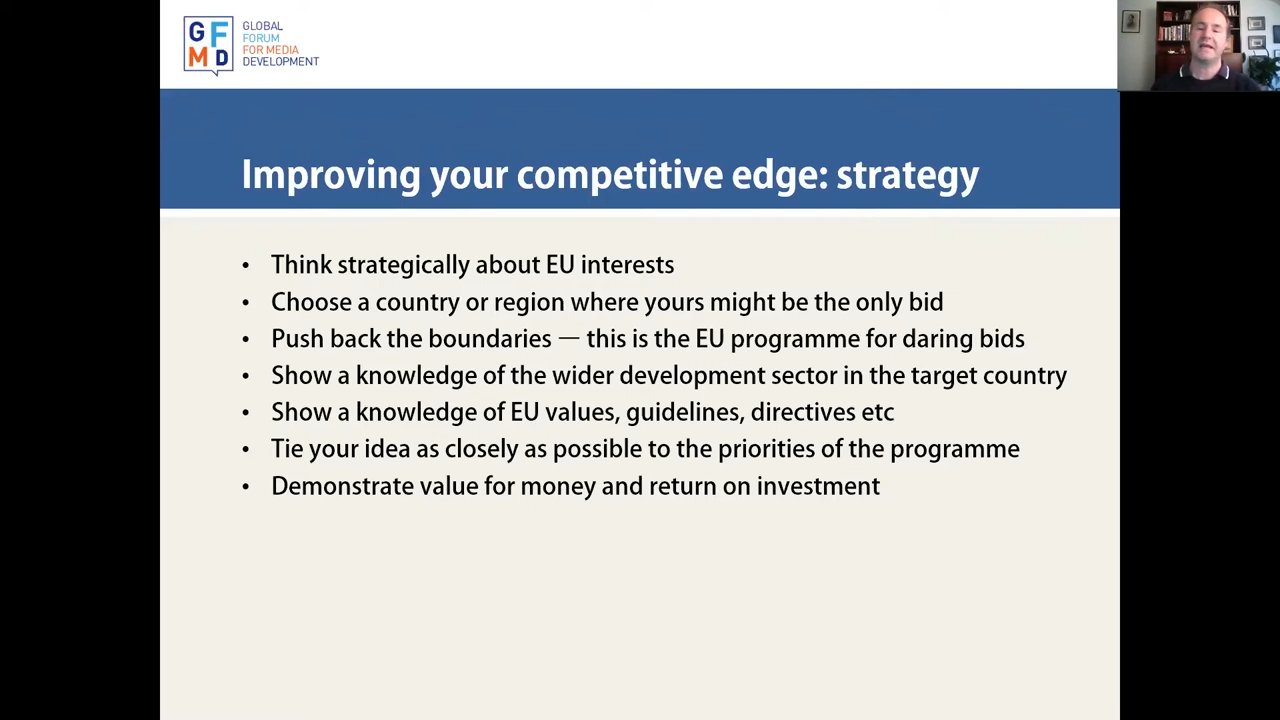 GFMD
GLOBAL
FORUM
FOR MEDIA
DEVELOPMENT
Improving your competitive edge: strategy
• Think strategically about EU interests
• Choose a country or region where yours might be the only bid
• Push back the boundaries — this is the EU programme for daring bids
• Show a knowledge of the wider development sector in the target country
• Show a knowledge of EU values, guidelines, directives etc
• Tie your idea as closely as possible to the priorities of the programme
• Demonstrate value for money and return on investment